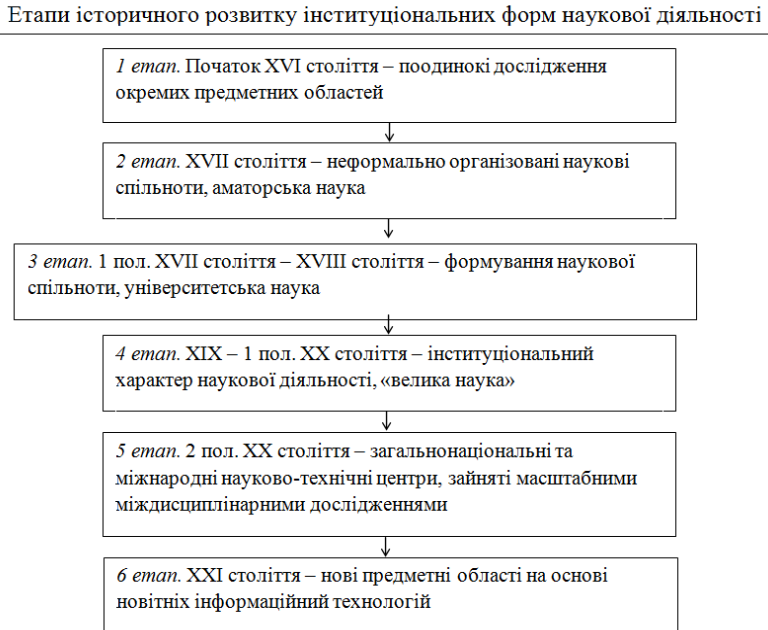 Етапи історичного розвитку інституціональних форм наукової діяльності
1 етап. Початок XVI століття – поодинокі дослідження
окремих предметних областей
2 етап. XVII століття – неформально організовані наукові
спільноти, аматорська наука
3 етап. 1 пол. XVII століття – XVIII століття – формування наукової
спільноти, університетська наука
4 етап. XIX – 1 пол. XX століття – інституціональний
характер наукової діяльності, «велика наука»
5 етап. 2 пол. XX століття – загальнонаціональні та
міжнародні науково-технічні центри, зайняті масштабними
міждисциплінарними дослідженнями
6 етап. XXI століття – нові предметні області на основі
новітніх інформаційний технологій